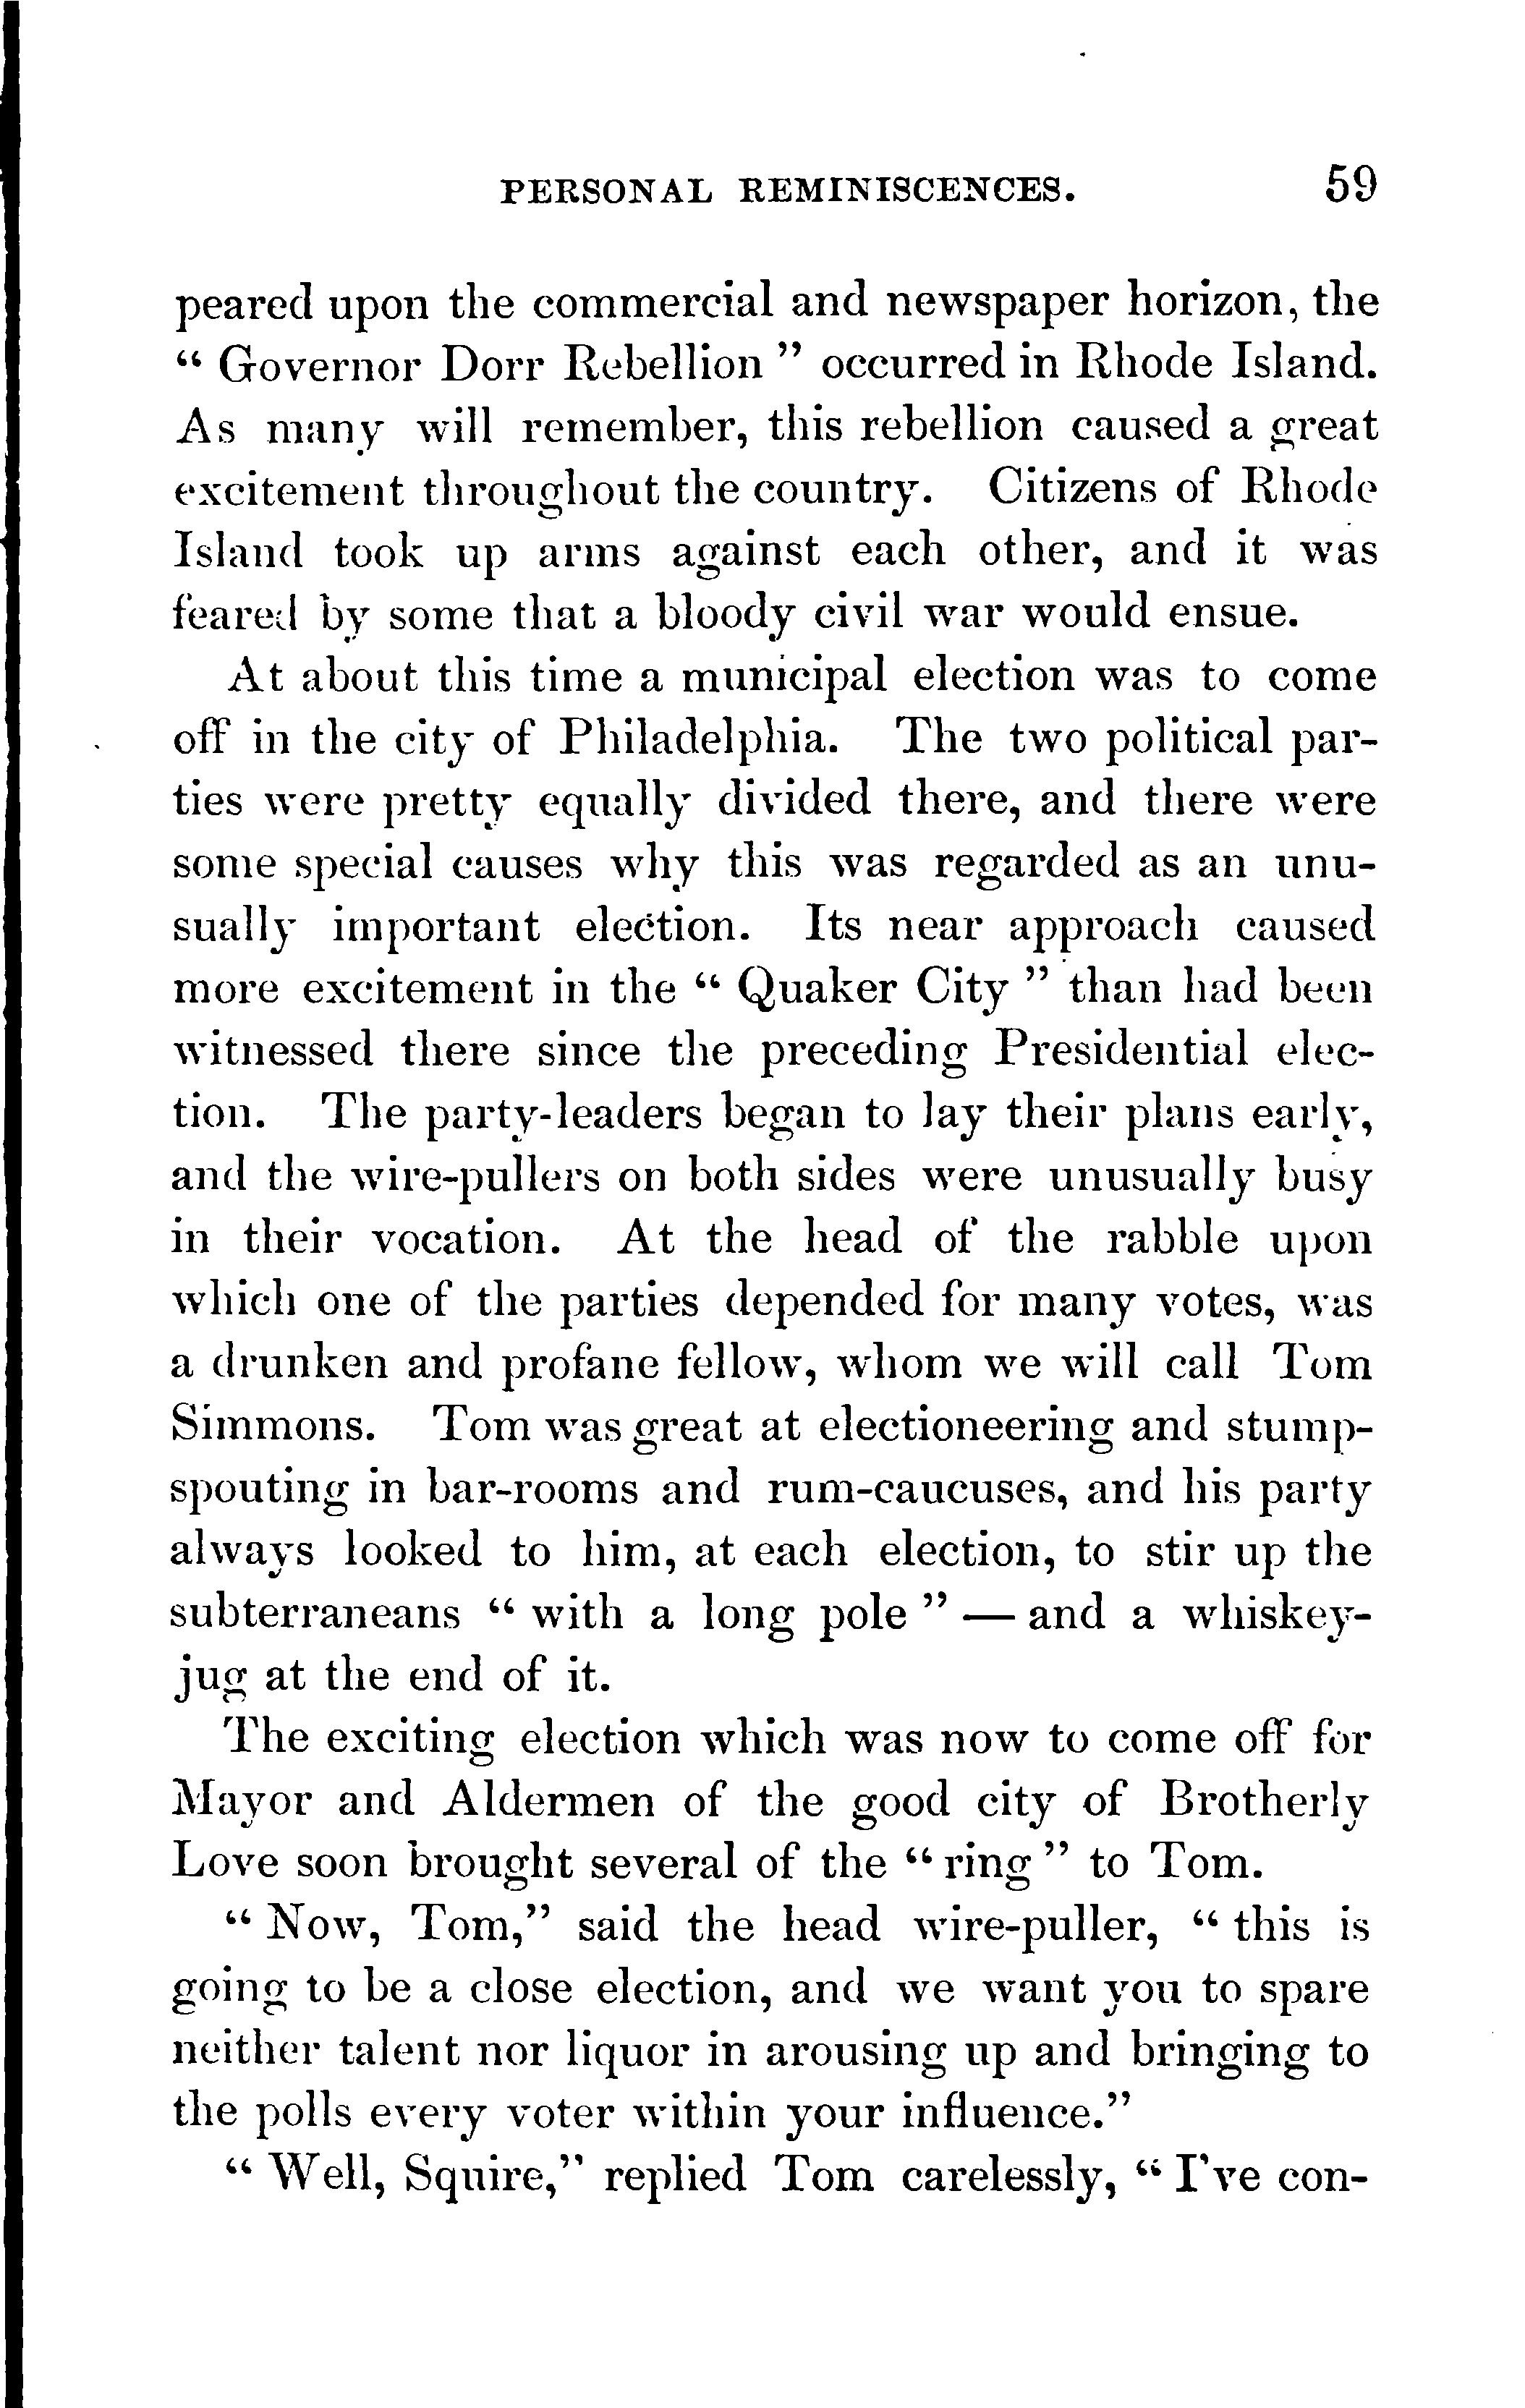 PERSONAL REMINISCENCES. 59
peared upon the commercial and newspaper horizon, the
“ Governor Dorr Rebellion ” occurred in Rhode Island.
As many will remember, this rebellion caused a great
excitement throughout the country. Citizens of Rhode
Island took up arms against each other, and it was
feared by some that a bloody civil war would ensue.
At about this time a municipal election was to come
off in the city of Philadelphia. The two political par-
ties were pretty equally divided there, and there were
some special causes why this was regarded as an unu-
sually important election. Its near approach caused
more excitement in the “ Quaker City ” than had been
witnessed there since the preceding Presidential elec-
tion. The party-leaders began to lay their plans early,
and the wire-pullers on both sides were unusually busy
in their vocation. At the head of the rabble upon
which one of the parties depended for many votes, was
a drunken and profane fellow, whom we will call Tom
Simmons. Tom was great at electioneering and stump-
spouting in bar-rooms and rum-caucuses, and his party
always looked to him, at each election, to stir up the
subterraneans “ with a long pole ” — and a whiskey-
jug at the end of it.
The exciting election which was now to come off for
Mayor and Aldermen of the good city of Brotherly
Love soon brought several of the “ ring ” to Tom.
“ Now, Tom,” said the head wire-puller, “ this is
going to be a close election, and we want you to spare
neither talent nor liquor in arousing up and bringing to
the polls every voter within your influence.”
“ Well, Squire,” replied Tom carelessly, “ I've con-